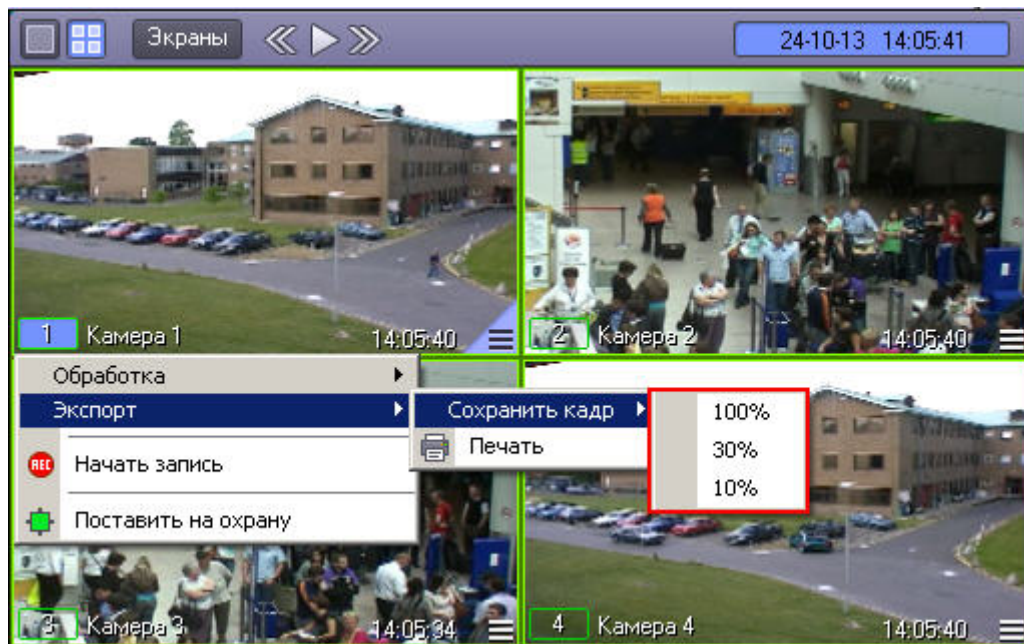 Экраны
24-10-13 14:05:41
1 Камера 1 14:05:40
2 Камера 2 14:05:40
Обработка
Экспорт
Сохранить кадр
100%
Печать
30%
10%
REC Начать запись
Поставить на охрану
3 Камера 3 14:05:34
4 Камера 4 14:05:40